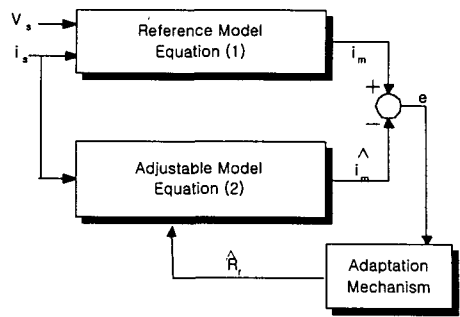 V s
i s
Reference Model
Equation (1)
i m
+
e
−
Adjustable Model
Equation (2)
^
i m
^
R r
Adaptation
Mechanism